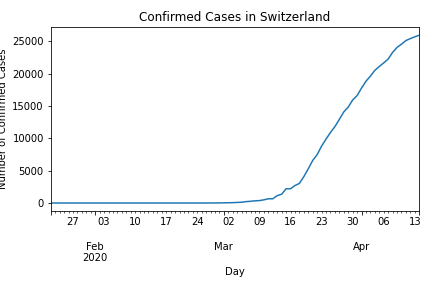 Confirmed Cases in Switzerland
Number of Confirmed Cases
25000
20000
15000
10000
5000
0
27 03 10 17 24 02 09 16 23 30 06 13
Feb Mar Apr
2020
Day